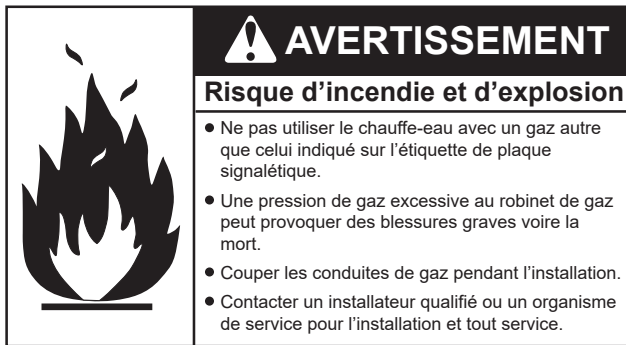 AVERTISSEMENT
Risque d’incendie et d’explosion
● Ne pas utiliser le chauffe-eau avec un gaz autre
que celui indiqué sur l’étiquette de plaque
signalétique.
● Une pression de gaz excessive au robinet de gaz
peut provoquer des blessures graves voire la
mort.
● Couper les conduites de gaz pendant l’installation.
● Contacter un installateur qualifié ou un organisme
de service pour l’installation et tout service.